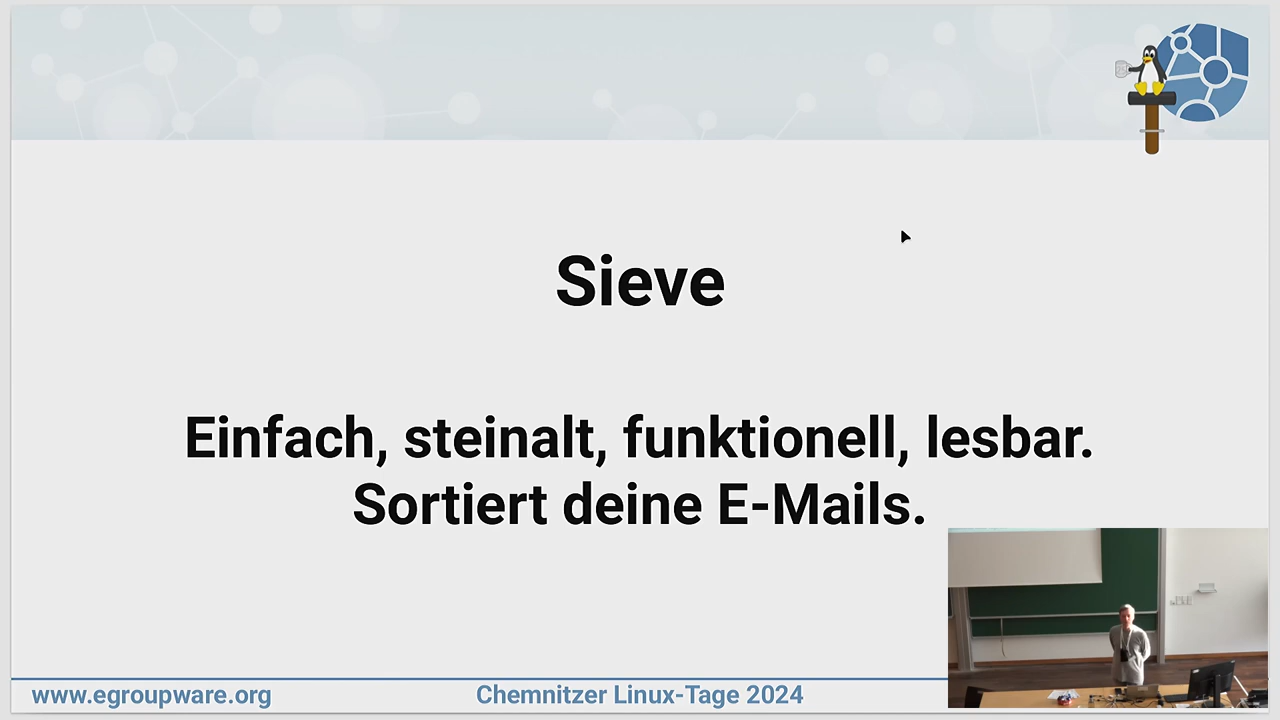 Sieve
Einfach, steinalt, funktionell, lesbar.
Sortiert deine E-Mails.
www.egroupware.org
Chemnitzer Linux-Tage 2024